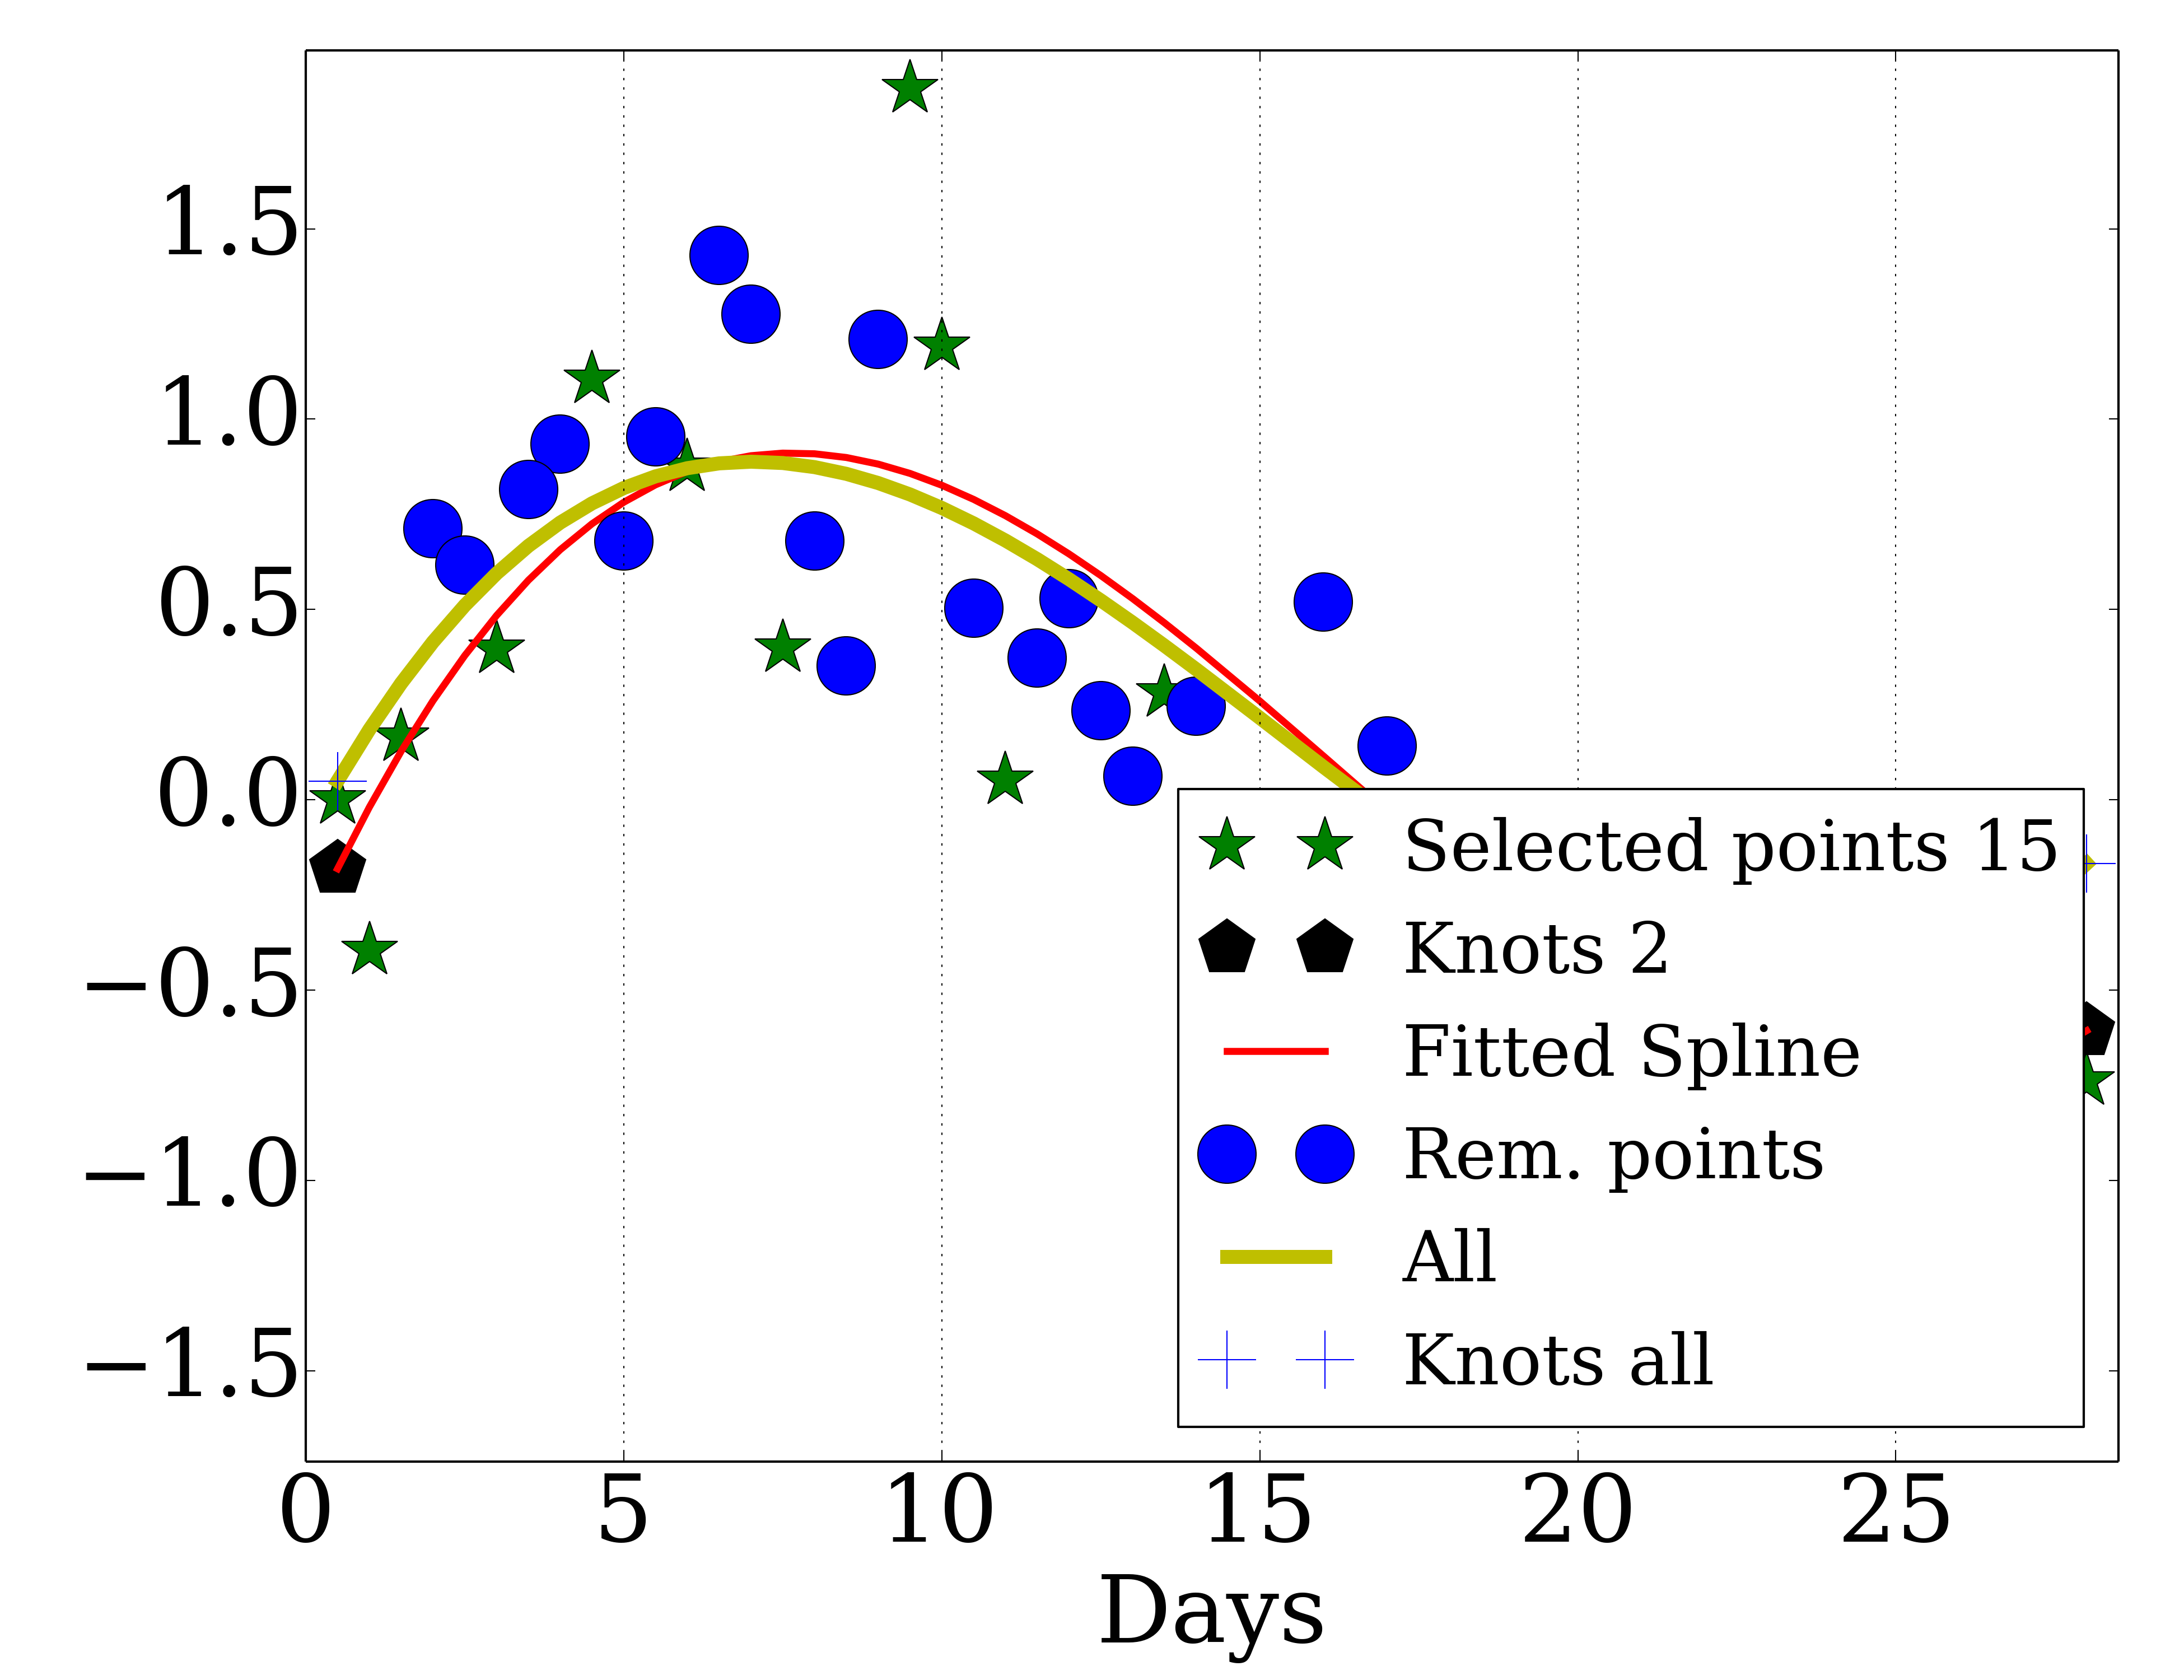 1.5
1.0
0.5
0.0
−0.5
−1.0
−1.5
Selected points 15
Knots 2
Fitted Spline
Rem. points
All
Knots all
0 5 10 15 20 25
Days